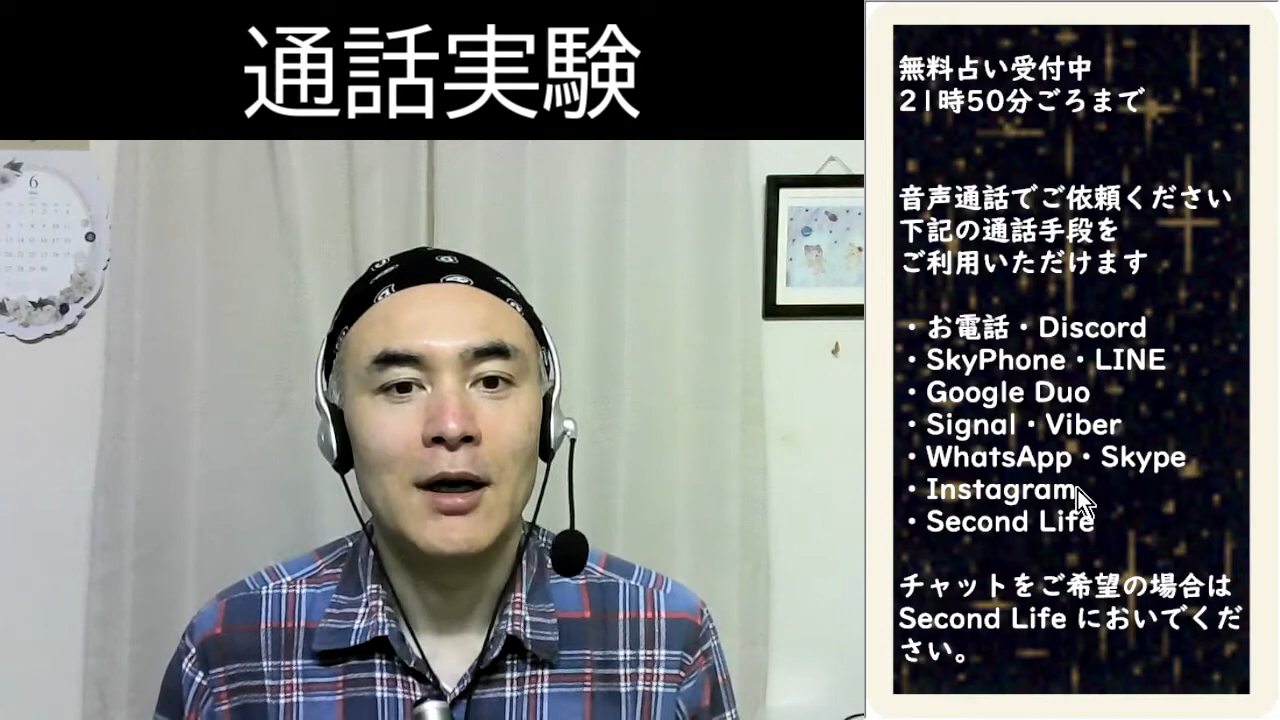 通話実験
6
無料占い受付中
21時50分ごろまで
音声通話でご依頼ください
下記の通話手段を
ご利用いただけます
・お電話・Discord
・SkyPhone・LINE
・Google Duo
・Signal・Viber
・WhatsApp・Skype
・Instagram
・Second Life
チャットをご希望の場合は
Second Life においでくだ
さい。